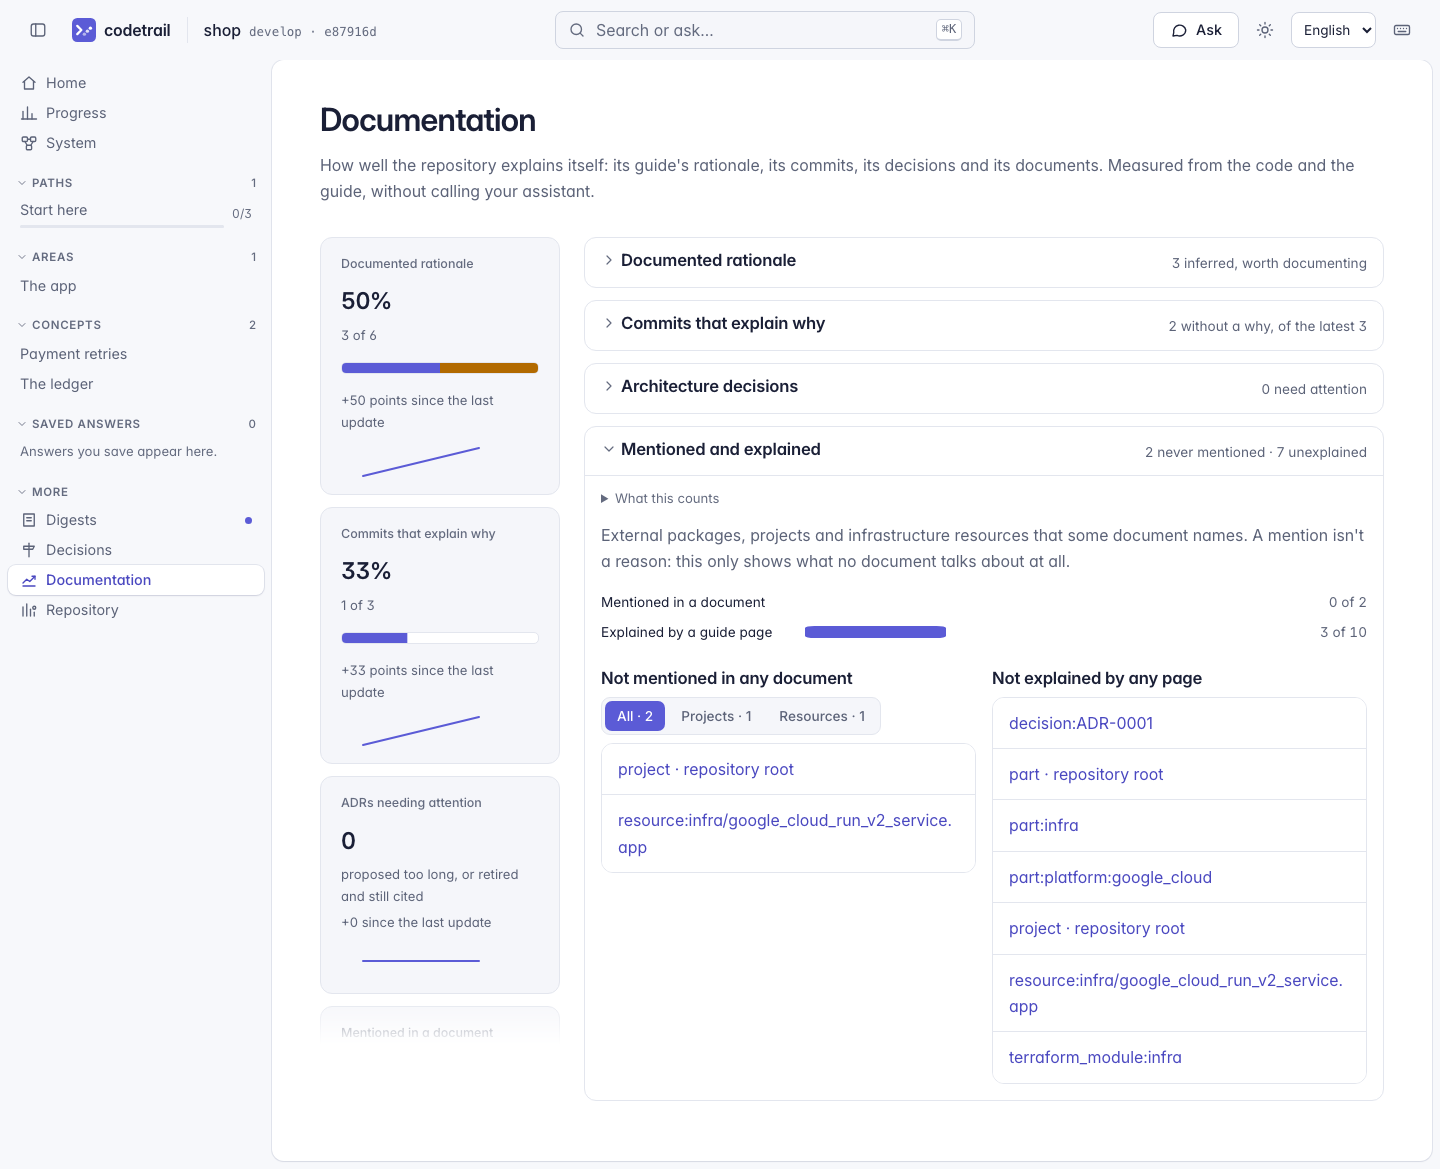 codetrail
shop develop · e87916d
Search or ask...
⌘K
Ask
English
Home
Progress
System
PATHS 1
Start here 0/3
AREAS 1
The app
CONCEPTS 2
Payment retries
The ledger
SAVED ANSWERS 0
Answers you save appear here.
MORE
Digests
Decisions
Documentation
Repository
Documentation
How well the repository explains itself: its guide's rationale, its commits, its decisions and its documents. Measured from the code and the
guide, without calling your assistant.
Documented rationale
50%
3 of 6
+50 points since the last
update
Commits that explain why
33%
1 of 3
+33 points since the last
update
ADRs needing attention
0
proposed too long, or retired
and still cited
+0 since the last update
Mentioned in a document
Documented rationale 3 inferred, worth documenting
Commits that explain why 2 without a why, of the latest 3
Architecture decisions 0 need attention
Mentioned and explained 2 never mentioned · 7 unexplained
What this counts
External packages, projects and infrastructure resources that some document names. A mention isn't
a reason: this only shows what no document talks about at all.
Mentioned in a document 0 of 2
Explained by a guide page 3 of 10
Not mentioned in any document
All · 2 Projects · 1 Resources · 1
project · repository root
resource:infra/google_cloud_run_v2_service.
app
Not explained by any page
decision:ADR-0001
part · repository root
part:infra
part:platform:google_cloud
project · repository root
resource:infra/google_cloud_run_v2_service.
app
terraform_module:infra